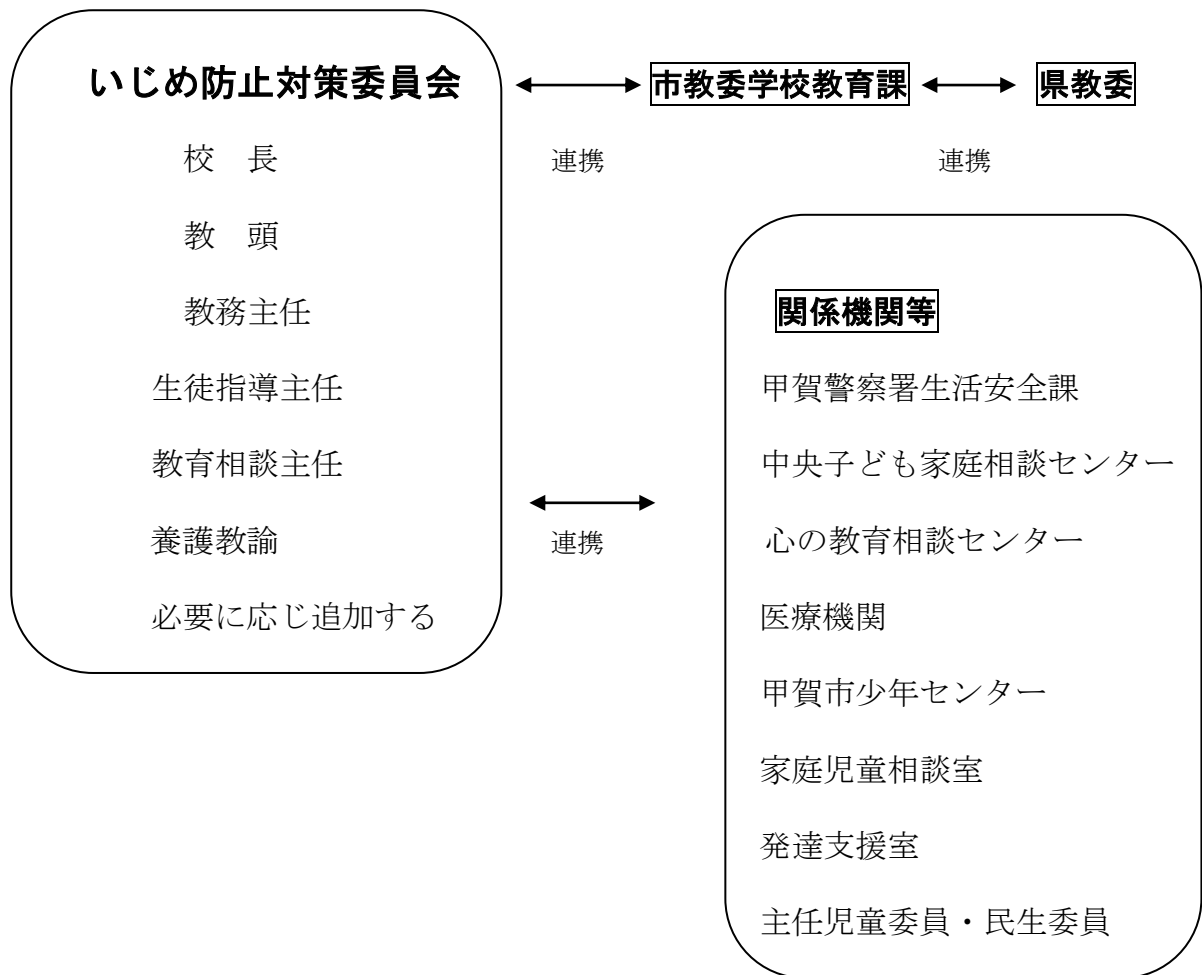 いじめ防止対策委員会
校　長
教　頭
教務主任
生徒指導主任
教育相談主任
養護教諭
必要に応じ追加する
連携
市教委学校教育課
連携
県教委
連携
関係機関等
甲賀警察署生活安全課
中央子ども家庭相談センター
心の教育相談センター
医療機関
甲賀市少年センター
家庭児童相談室
発達支援室
主任児童委員・民生委員